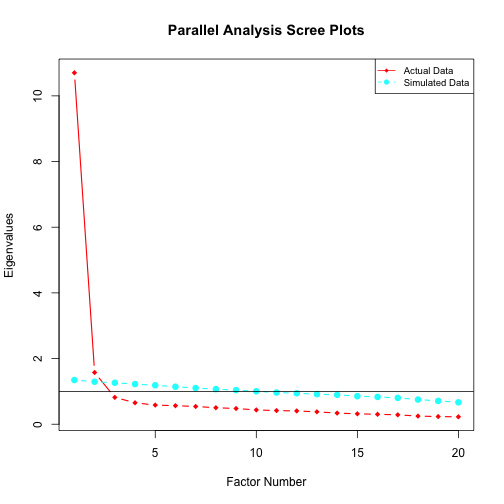 Parallel Analysis Scree Plots
Actual Data
Simulated Data
Eigenvalues
10
8
6
4
2
0
5
10
15
20
Factor Number